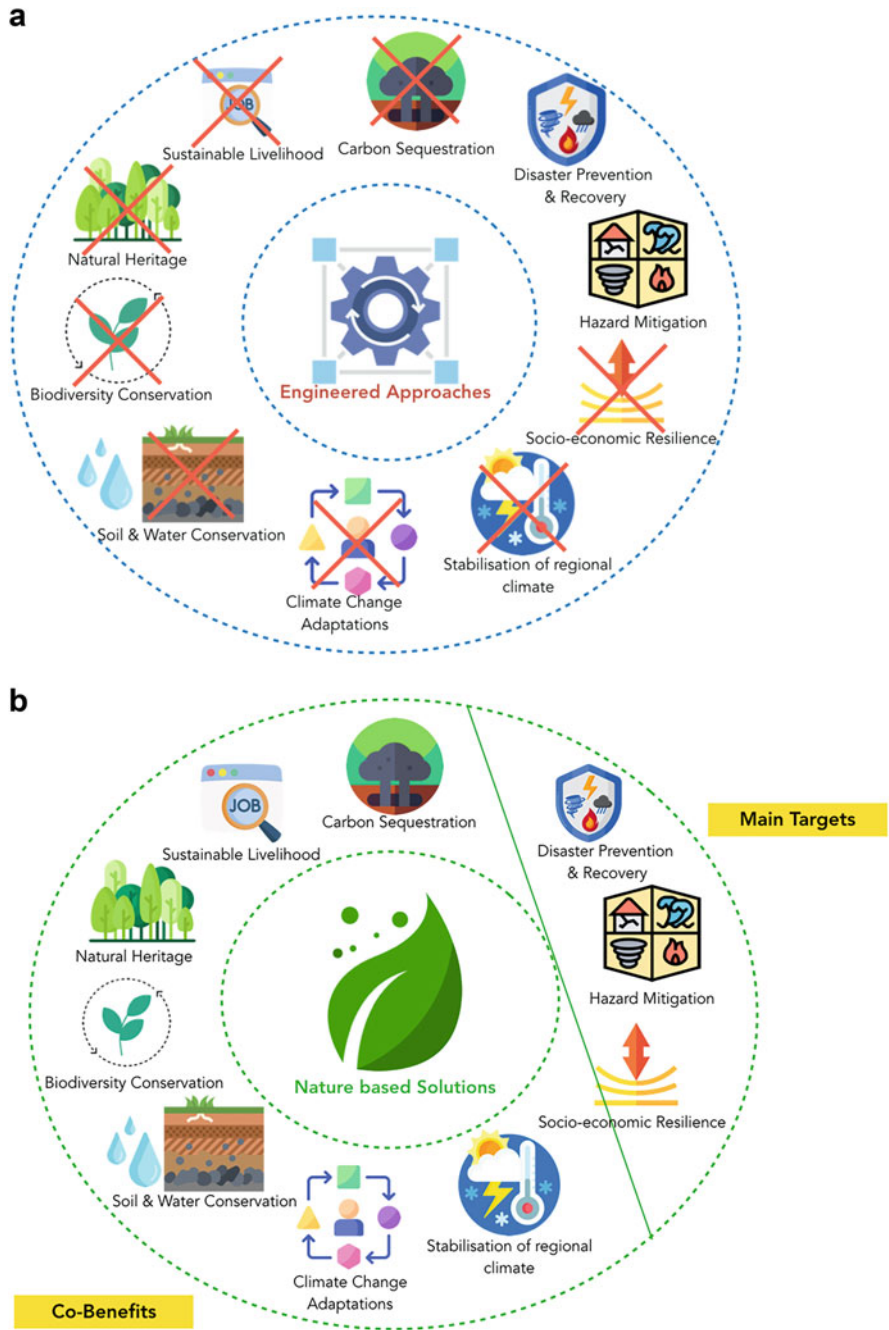 a
JOB
Sustainable Livelihood
Carbon Sequestration
Disaster Prevention
& Recovery
Natural Heritage
Hazard Mitigation
Biodiversity Conservation
Engineered Approaches
Socio-economic Resilience
Soil & Water Conservation
Stabilisation of regional
climate
Climate Change
Adaptations
b
JOB
Sustainable Livelihood
Carbon Sequestration
Disaster Prevention
& Recovery
Main Targets
Natural Heritage
Hazard Mitigation
Biodiversity Conservation
Nature based Solutions
Socio-economic Resilience
Soil & Water Conservation
Stabilisation of regional
climate
Climate Change
Adaptations
Co-Benefits